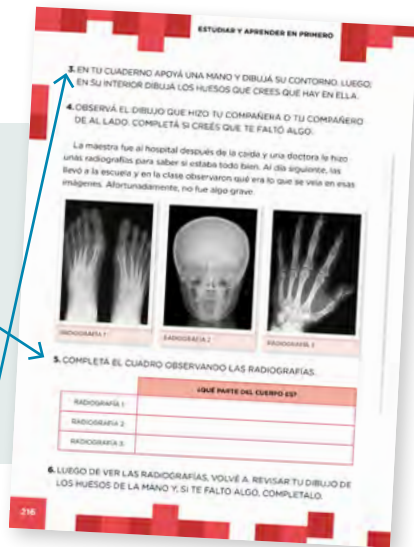 ESTUDIAR Y APRENDER EN PRIMERO
3. EN TU CUADERNO APOYÁ UNA MANO Y DIBUJÁ SU CONTORNO. LUEGO,
EN SU INTERIOR DIBUJÁ LOS HUESOS QUE CREES QUE HAY EN ELLA.
4. OBSERVÁ EL DIBUJO QUE HIZO TU COMPAÑERA O TU COMPAÑERO
DE AL LADO. COMPLETÁ SI CREÉS QUE TE FALTÓ ALGO.
La maestra fue al hospital después de la caída y una doctora le hizo
unas radiografías para saber si estaba todo bien. Al día siguiente, las
llevó a la escuela y en la clase observaron qué era lo que se veía en esas
imágenes. Afortunadamente, no fue algo grave.
RADIOGRAFÍA 1
RADIOGRAFÍA 2
RADIOGRAFÍA 3
5. COMPLETÁ EL CUADRO OBSERVANDO LAS RADIOGRAFÍAS.
¿QUÉ PARTE DEL CUERPO ES?
RADIOGRAFÍA 1
RADIOGRAFÍA 2
RADIOGRAFÍA 3
6. LUEGO DE VER LAS RADIOGRAFÍAS, VOLVÉ A REVISAR TU DIBUJO DE
LOS HUESOS DE LA MANO Y, SI TE FALTÓ ALGO, COMPLETALO.
216